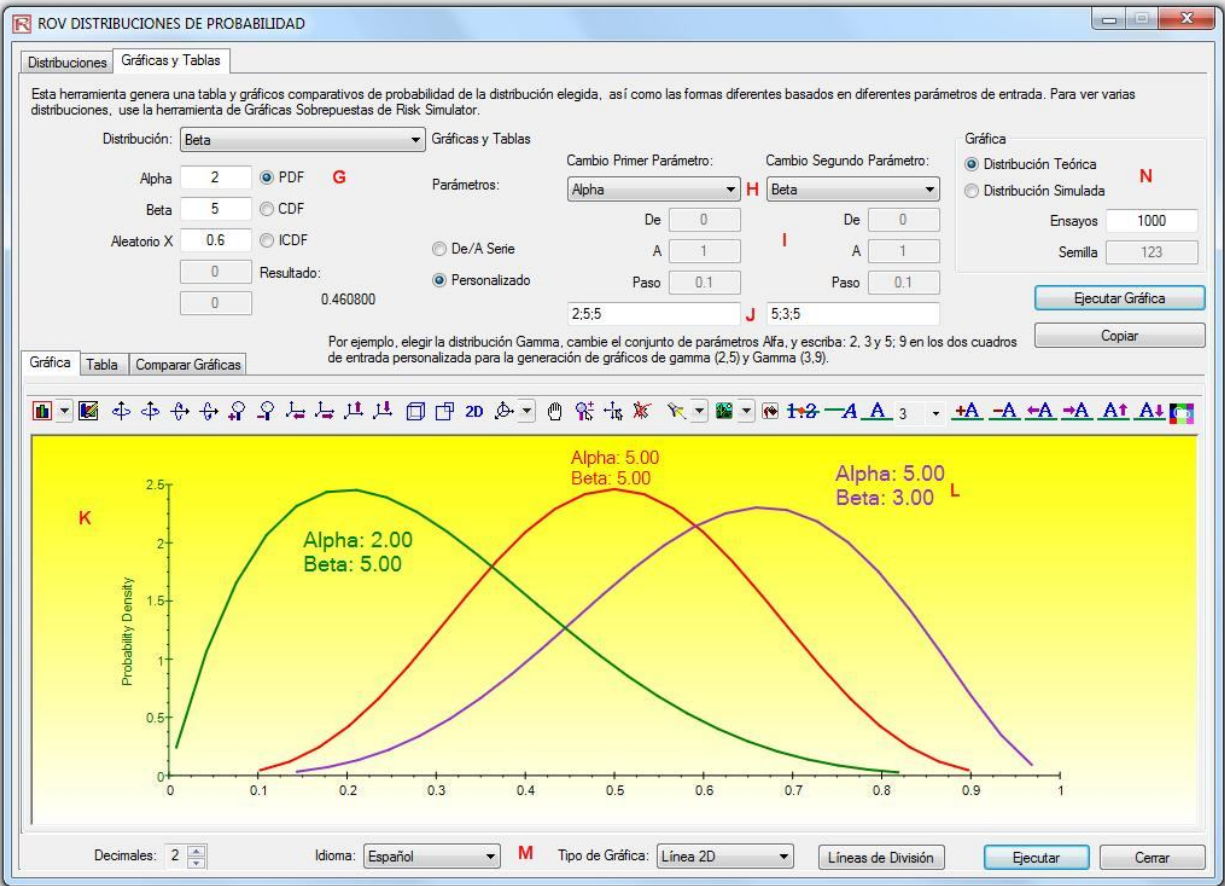 ROV DISTRIBUCIONES DE PROBABILIDAD
Distribuciones Gráficas y Tablas
Esta herramienta genera una tabla y gráficos comparativos de probabilidad de la distribución elegida, así como las formas diferentes basados en diferentes parámetros de entrada. Para ver varias
distribuciones, use la herramienta de Gráficas Sobrepuestas de Risk Simulator.
Distribución: Beta Gráficas y Tablas
Gráfica
Cambio Primer Parámetro: Cambio Segundo Parámetro:
Distribución Teórica
Alpha 2 PDF G Parámetros: Alpha H Beta
N
Distribución Simulada
Beta 5 CDF
De 0 De 0
Ensayos 1000
Aleatorio X 0.6 ICDF
I
De/A Serie A 1 A 1
Semilla 123
0 Resultado:
Personalizado Paso 0.1 Paso 0.1
0 0.460800
Ejecutar Gráfica
2;5;5 J 5;3;5
Copiar
Por ejemplo, elegir la distribución Gamma, cambie el conjunto de parámetros Alfa, y escriba: 2, 3 y 5; 9 en los dos cuadros
de entrada personalizada para la generación de gráficos de gamma (2,5) y Gamma (3,9).
Gráfica Tabla Comparar Gráficas
2D 1+2 —A A 3 +A −A ←A →A A↑ A↓
Alpha: 5.00
Beta: 5.00
Alpha: 5.00
Beta: 3.00 L
K
Alpha: 2.00
Beta: 5.00
Probability Density
2.5
2
1.5
1
0.5
0
0 0.1 0.2 0.3 0.4 0.5 0.6 0.7 0.8 0.9 1
Decimales: 2 Idioma: Español M Tipo de Gráfica: Línea 2D Líneas de División Ejecutar Cerrar